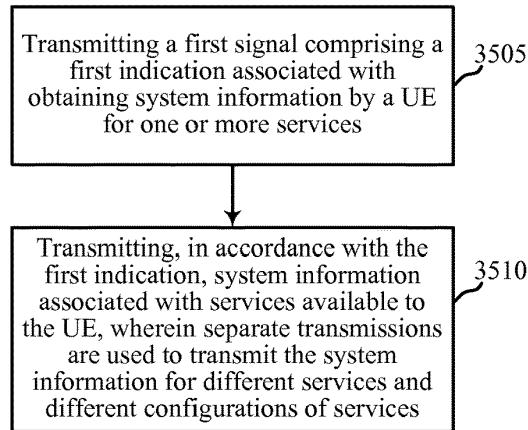 Transmitting a first signal comprising a
first indication associated with
obtaining system information by a UE
for one or more services
3505
Transmitting, in accordance with the
first indication, system information
associated with services available to
the UE, wherein separate transmissions
are used to transmit the system
information for different services and
different configurations of services
3510